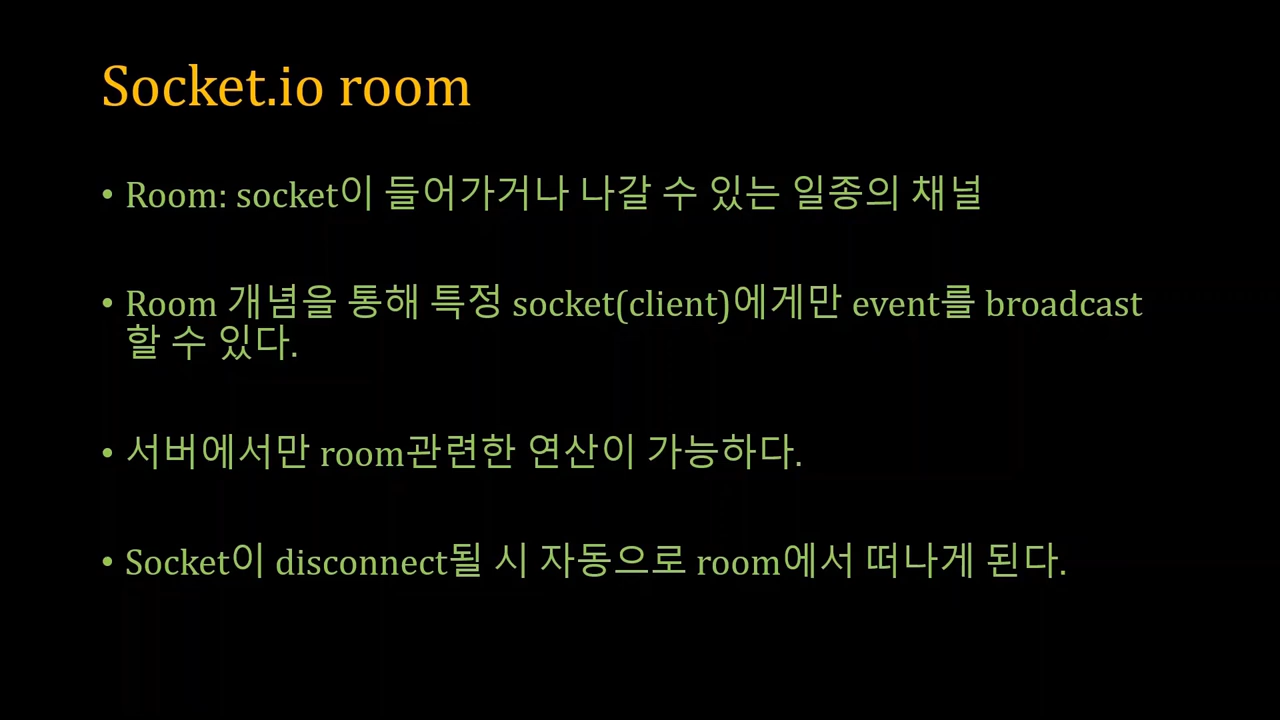 Socket.io room
• Room: socket이 들어가거나 나갈 수 있는 일종의 채널
• Room 개념을 통해 특정 socket(client)에게만 event를 broadcast
할 수 있다.
• 서버에서만 room관련한 연산이 가능하다.
• Socket이 disconnect될 시 자동으로 room에서 떠나게 된다.